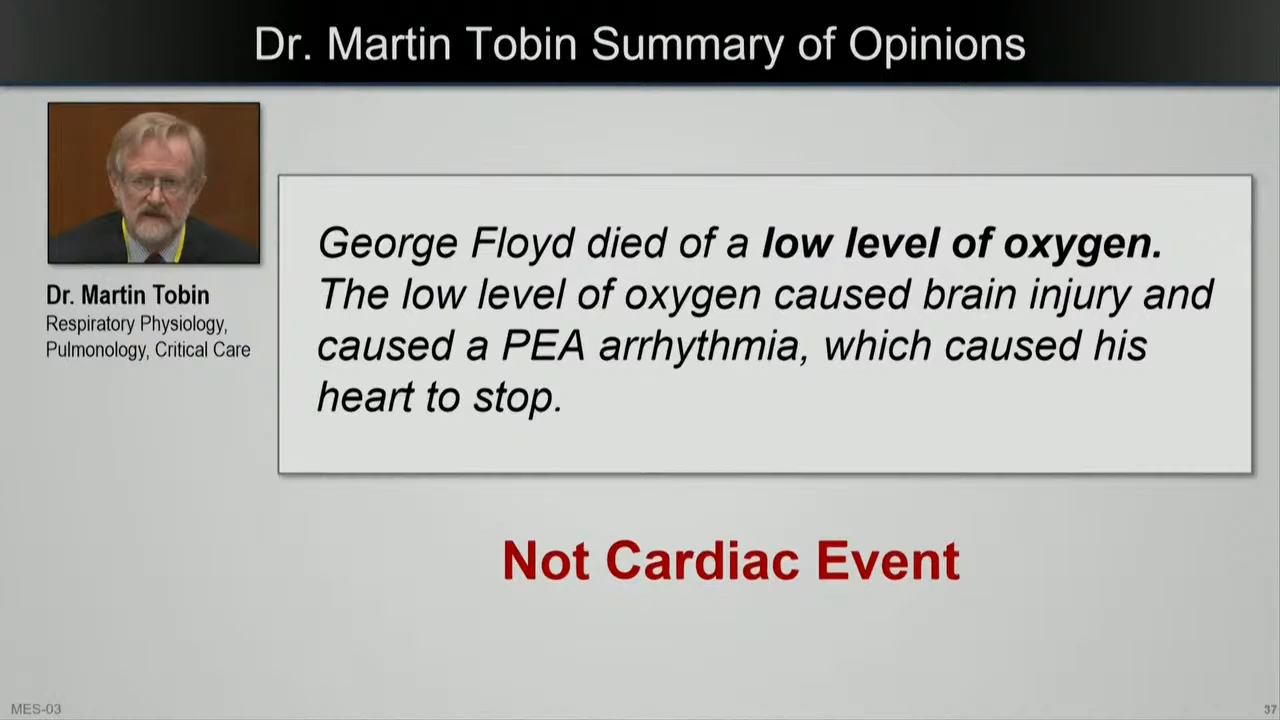 Dr. Martin Tobin Summary of Opinions
Dr. Martin Tobin
Respiratory Physiology,
Pulmonology, Critical Care
George Floyd died of a low level of oxygen.
The low level of oxygen caused brain injury and
caused a PEA arrhythmia, which caused his
heart to stop.
Not Cardiac Event
MES-03
37